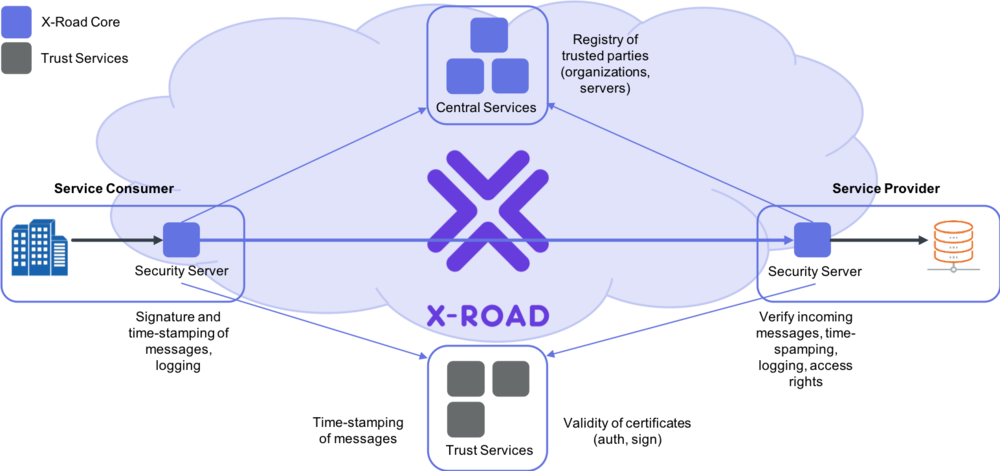 X-Road Core
Trust Services
Registry of
trusted parties
(organizations,
servers)
Central Services
Service Consumer
Service Provider
Security Server
Security Server
X-ROAD
Signature and
time-stamping of
messages,
logging
Verify incoming
messages, time-
spamping,
logging, access
rights
Time-stamping
of messages
Validity of certificates
(auth, sign)
Trust Services